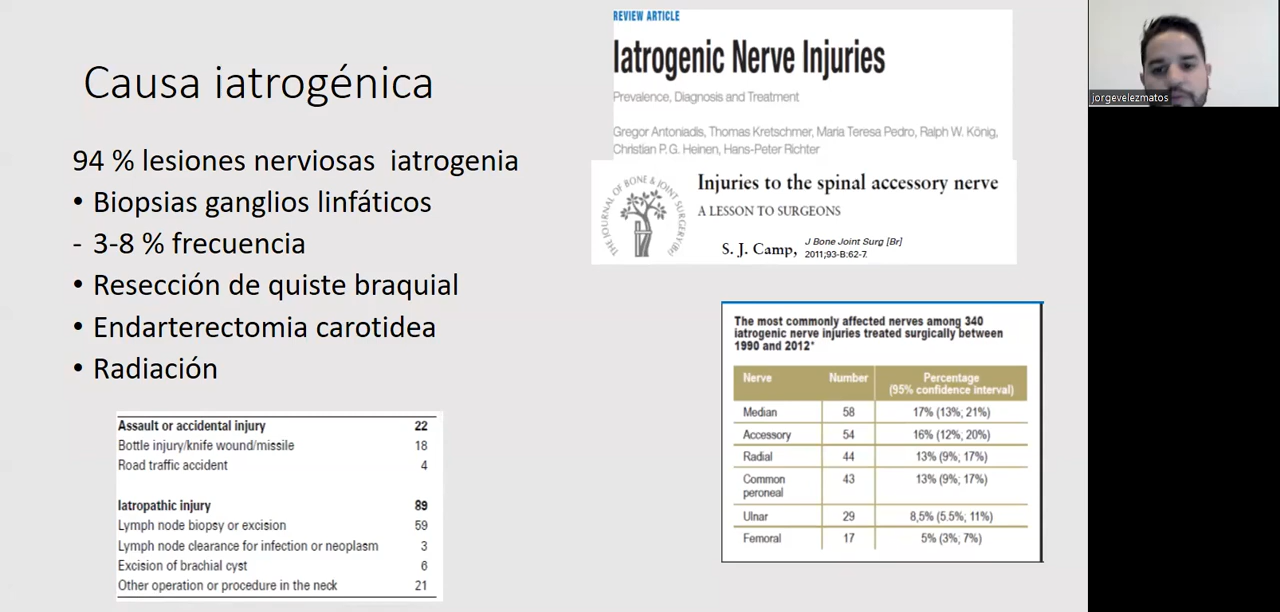 Causa iatrogénica
94 % lesiones nerviosas iatrogenia
• Biopsias ganglios linfáticos
- 3-8 % frecuencia
• Resección de quiste braquial
• Endarterectomia carotidea
• Radiación
Assault or accidental injury 22
Bottle injury/knife wound/missile 18
Road traffic accident 4
Iatropathic injury 89
Lymph node biopsy or excision 59
Lymph node clearance for infection or neoplasm 3
Excision of brachial cyst 6
Other operation or procedure in the neck 21
REVIEW ARTICLE
Iatrogenic Nerve Injuries
Prevalence, Diagnosis and Treatment
Gregor Antoniadis, Thomas Kretschmer, Maria Teresa Pedro, Ralph W. König,
Christian P. G. Heinen, Hans-Peter Richter
THE JOURNAL OF BONE & JOINT SURGERY (Br)
Injuries to the spinal accessory nerve
A LESSON TO SURGEONS
S. J. Camp,
J Bone Joint Surg [Br]
2011;93-B:62-7.
The most commonly affected nerves among 340
iatrogenic nerve injuries treated surgically between
1990 and 2012*
Nerve Number Percentage
(95% confidence interval)
Median 58 17% (13%; 21%)
Accessory 54 16% (12%; 20%)
Radial 44 13% (9%; 17%)
Common 43 13% (9%; 17%)
peroneal
Ulnar 29 8,5% (5.5%; 11%)
Femoral 17 5% (3%; 7%)
jorgevelezmatos